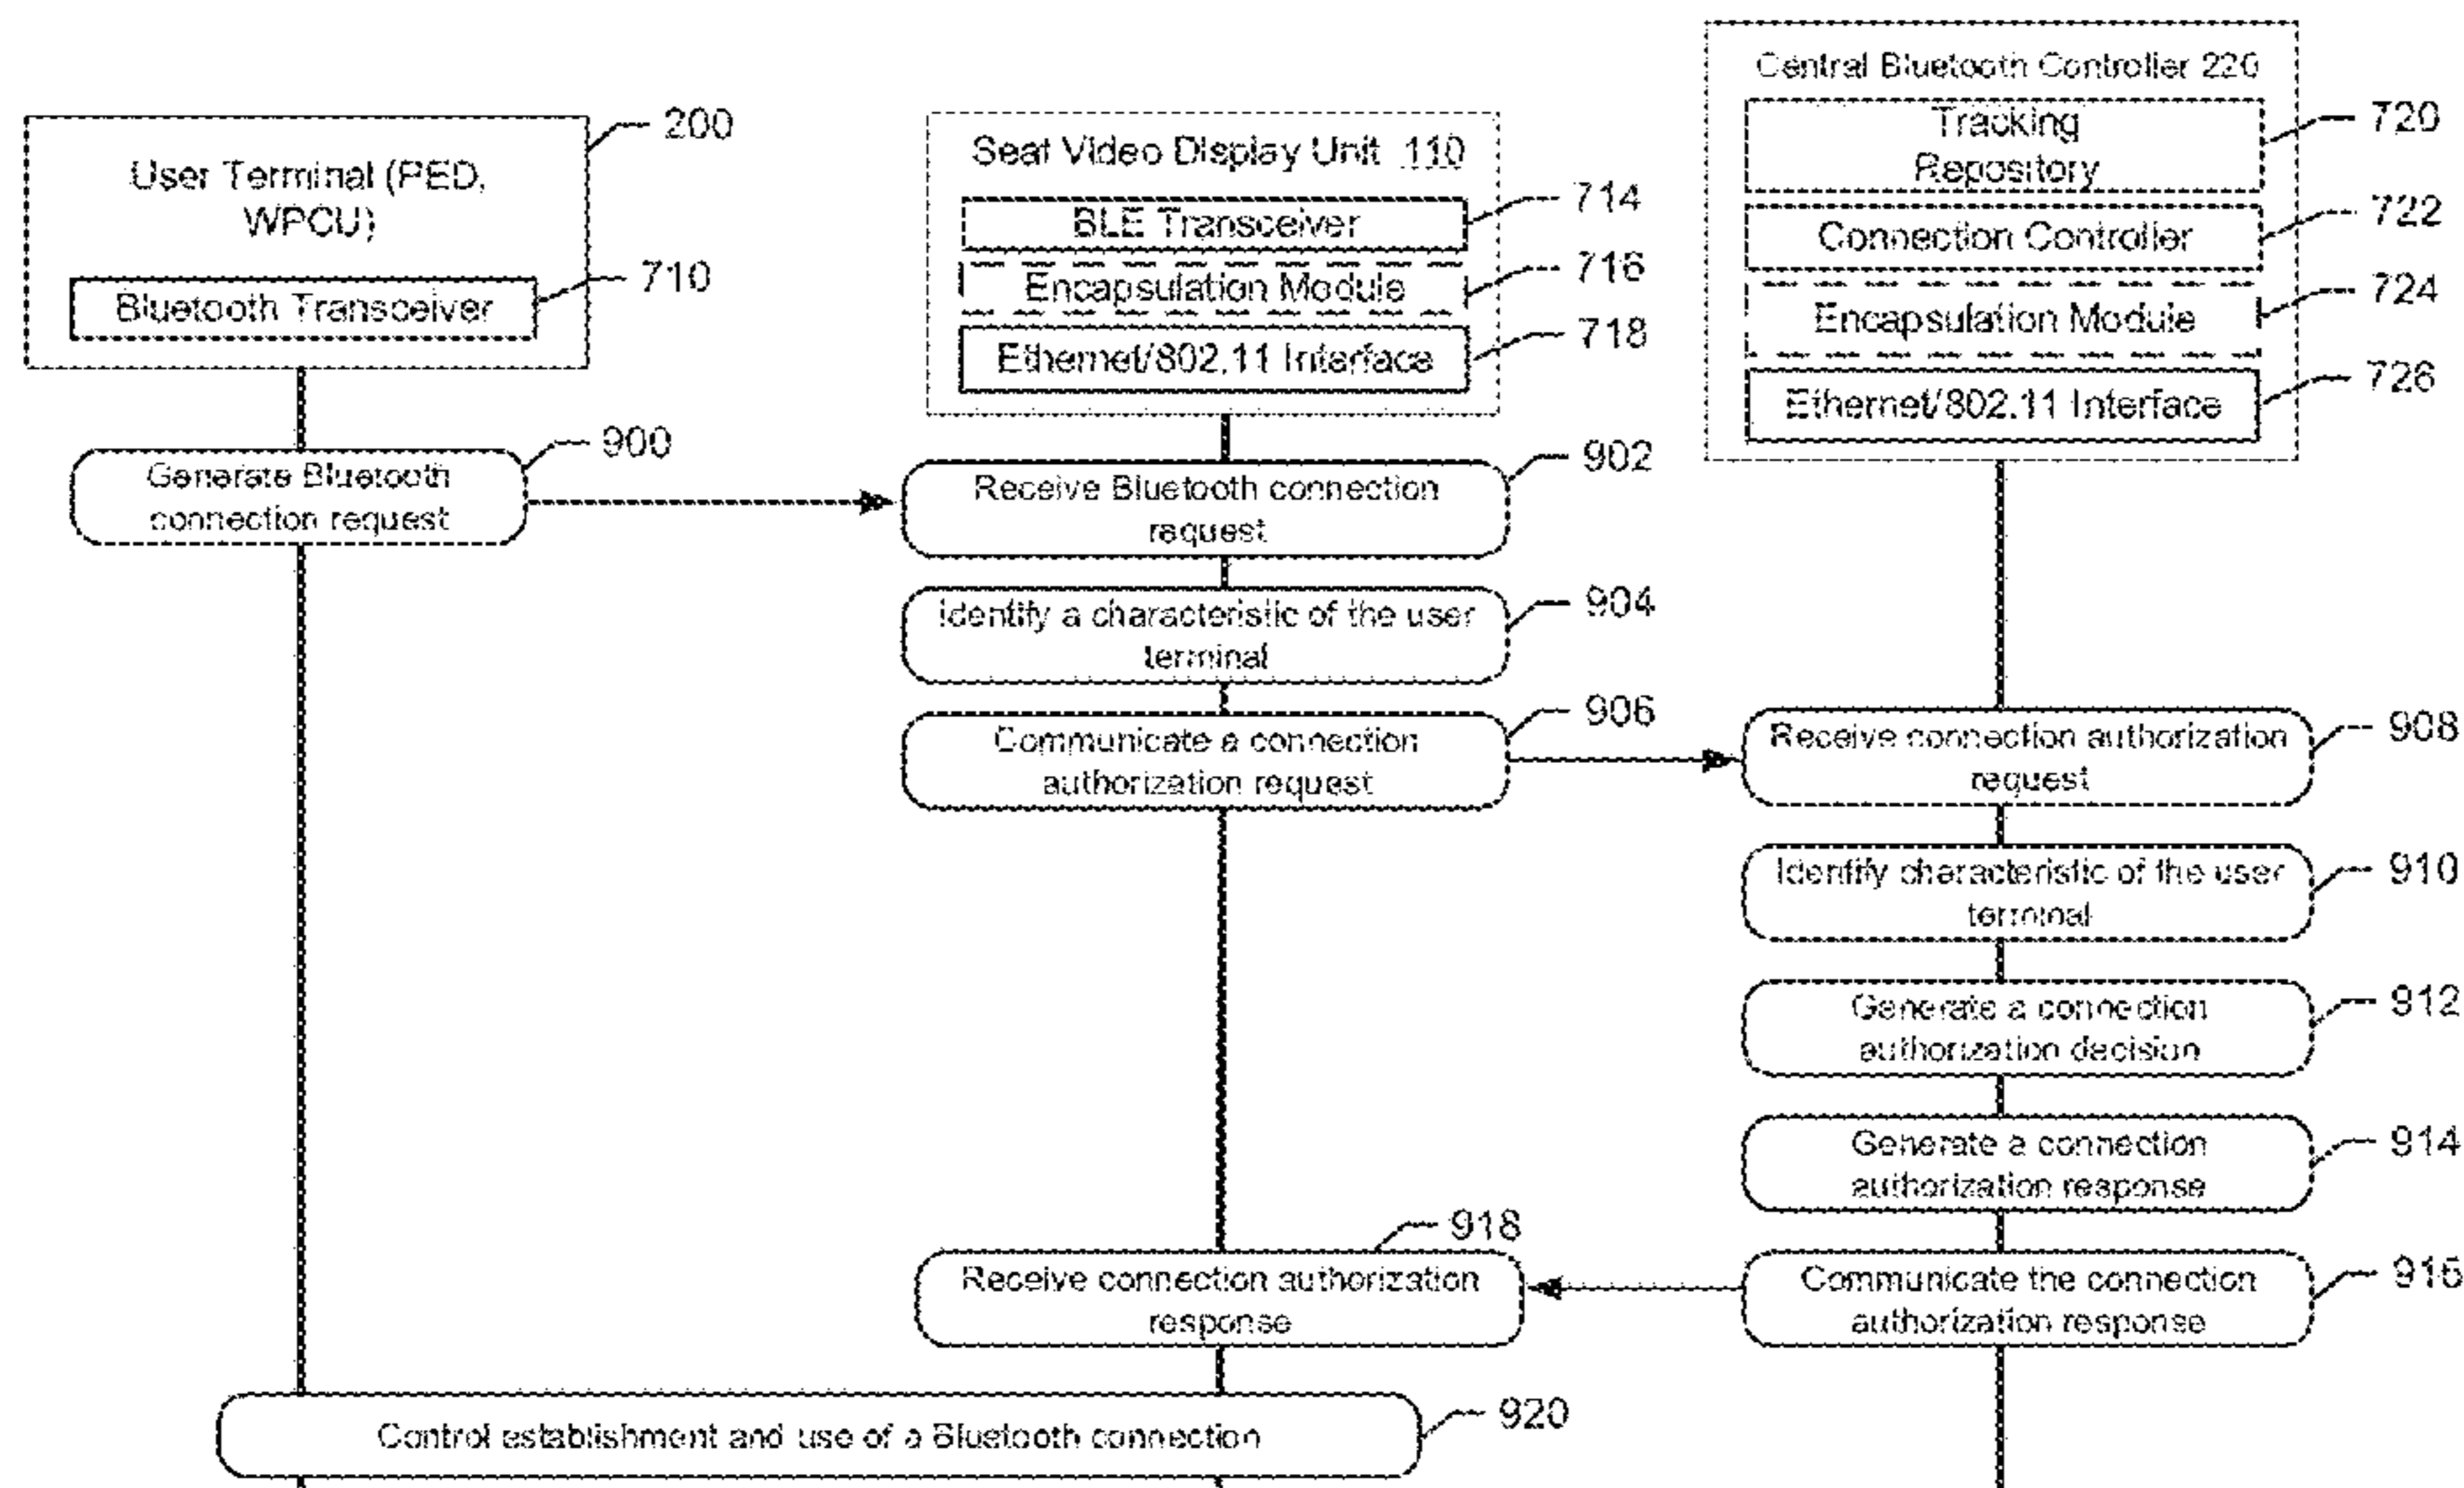 User Terminal (PED,
WPCU)
Bluetooth Transceiver
200
710
Seat Video Display Unit 110
BLE Transceiver
Encapsulation Module
Ethernet/802.11 Interface
714
716
718
Central Bluetooth Controller 220
Tracking
Repository
Connection Controller
Encapsulation Module
Ethernet/802.11 Interface
720
722
724
726
Generate Bluetooth
connection request
900
Receive Bluetooth connection
request
902
Identify a characteristic of the user
terminal
904
Communicate a connection
authorization request
906
Receive connection authorization
request
908
Identify characteristic of the user
terminal
910
Generate a connection
authorization decision
912
Generate a connection
authorization response
914
Communicate the connection
authorization response
916
Receive connection authorization
response
918
Control establishment and use of a Bluetooth connection
920